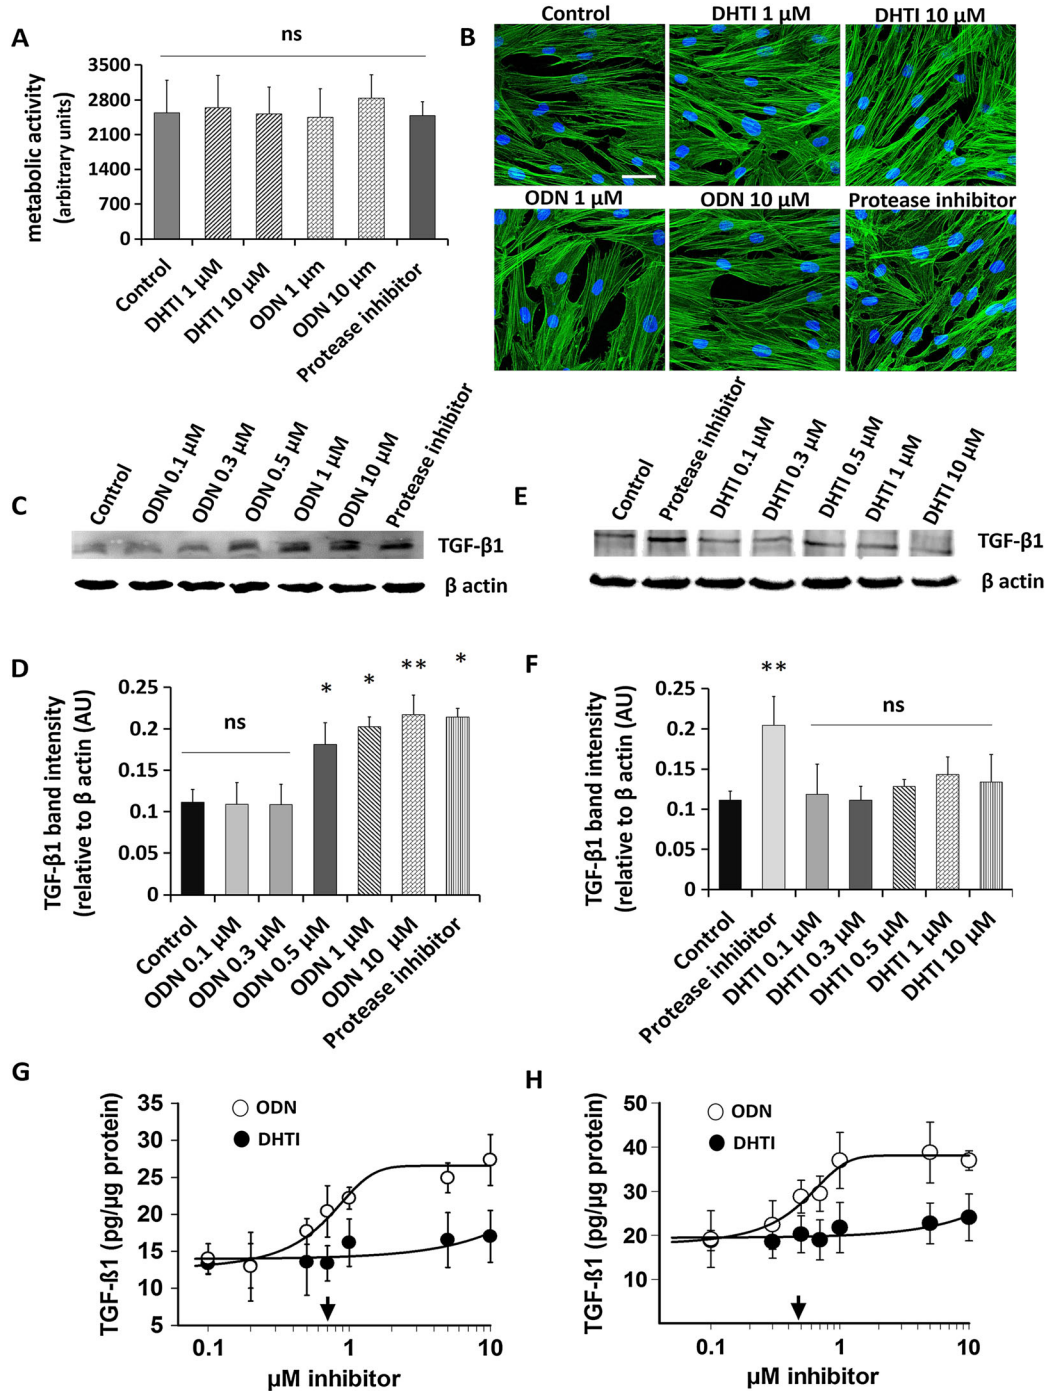 A
ns
metabolic activity
(arbitrary units)
3500
2800
2100
1400
700
0
Control
DHTI 1 µM
DHTI 10 µM
ODN 1 µm
ODN 10 µm
Protease inhibitor
B
Control
DHTI 1 µM
DHTI 10 µM
ODN 1 µM
ODN 10 µM
Protease inhibitor
C
Control
ODN 0.1 µM
ODN 0.3 µM
ODN 0.5 µM
ODN 1 µM
ODN 10 µM
Protease inhibitor
TGF-β1
β actin
E
Control
Protease inhibitor
DHTI 0.1 µM
DHTI 0.3 µM
DHTI 0.5 µM
DHTI 1 µM
DHTI 10 µM
TGF-β1
β actin
D
TGF-β1 band intensity
(relative to β actin (AU)
0.25
0.2
0.15
0.1
0.05
0
ns
*
*
**
*
Control
ODN 0.1 µM
ODN 0.3 µM
ODN 0.5 µM
ODN 1 µM
ODN 10 µM
Protease inhibitor
F
TGF-β1 band intensity
(relative to β actin (AU)
0.25
0.2
0.15
0.1
0.05
0
**
ns
Control
Protease inhibitor
DHTI 0.1 µM
DHTI 0.3 µM
DHTI 0.5 µM
DHTI 1 µM
DHTI 10 µM
G
TGF-ß1 (pg/µg protein)
35
30
25
20
15
10
5
ODN
DHTI
0.1
1
10
µM inhibitor
H
TGF-ß1 (pg/µg protein)
50
40
30
20
10
ODN
DHTI
0.1
1
10
µM inhibitor